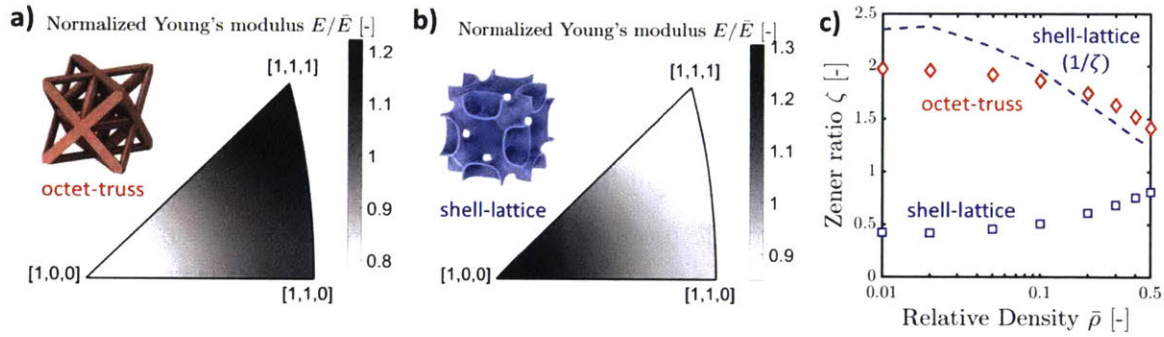 a) Normalized Young's modulus E/Ē [-]
[1,1,1]
octet-truss
[1,0,0]
[1,1,0]
1.2
1.1
1
0.9
0.8
b) Normalized Young's modulus E/Ē [-]
[1,1,1]
shell-lattice
[1,0,0]
[1,1,0]
1.3
1.2
1.1
1
0.9
c)
Zener ratio ζ [-]
2.5
2
1.5
1
0.5
0
shell-lattice
(1/ζ)
octet-truss
shell-lattice
0.01
0.1
0.5
Relative Density ρ̄ [-]